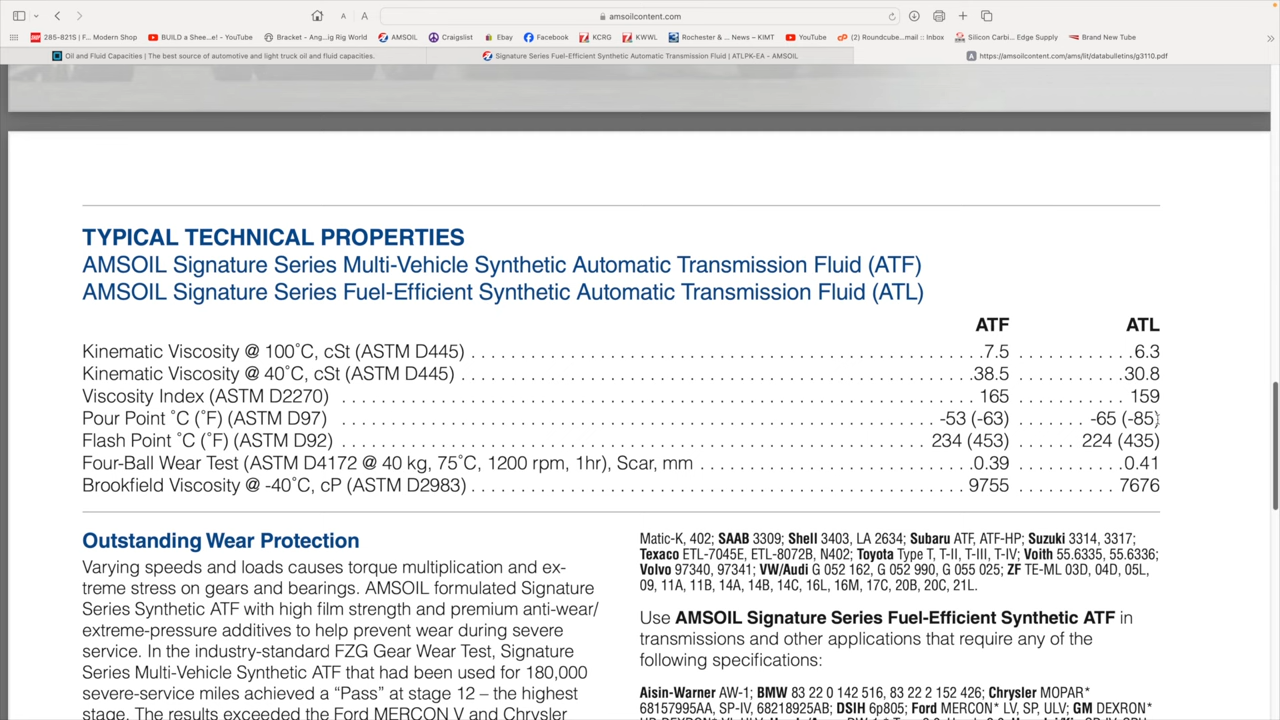 A A amsoilcontent.com
285-821S | F... Modern Shop BUILD a Shee...e! - YouTube Bracket - Ang...ig Rig World AMSOIL Craigslist Ebay Facebook KCRG KWWL Rochester & ... News – KIMT YouTube (2) Roundcube...mail :: Inbox Silicon Carbi... Edge Supply Brand New Tube
Oil and Fluid Capacities | The best source of automotive and light truck oil and fluid capacities. Signature Series Fuel-Efficient Synthetic Automatic Transmission Fluid | ATLPK-EA – AMSOIL A https://amsoilcontent.com/ams/lit/databulletins/g3110.pdf
TYPICAL TECHNICAL PROPERTIES
AMSOIL Signature Series Multi-Vehicle Synthetic Automatic Transmission Fluid (ATF)
AMSOIL Signature Series Fuel-Efficient Synthetic Automatic Transmission Fluid (ATL)
ATF ATL
Kinematic Viscosity @ 100˚C, cSt (ASTM D445) 7.5 6.3
Kinematic Viscosity @ 40˚C, cSt (ASTM D445) 38.5 30.8
Viscosity Index (ASTM D2270) 165 159
Pour Point ˚C (˚F) (ASTM D97) -53 (-63) -65 (-85)
Flash Point ˚C (˚F) (ASTM D92) 234 (453) 224 (435)
Four-Ball Wear Test (ASTM D4172 @ 40 kg, 75˚C, 1200 rpm, 1hr), Scar, mm 0.39 0.41
Brookfield Viscosity @ -40˚C, cP (ASTM D2983) 9755 7676
Outstanding Wear Protection
Varying speeds and loads causes torque multiplication and ex-
treme stress on gears and bearings. AMSOIL formulated Signature
Series Synthetic ATF with high film strength and premium anti-wear/
extreme-pressure additives to help prevent wear during severe
service. In the industry-standard FZG Gear Wear Test, Signature
Series Multi-Vehicle Synthetic ATF that had been used for 180,000
severe-service miles achieved a “Pass” at stage 12 – the highest
stage. The results exceeded the Ford MERCON V and Chrysler
Matic-K, 402; SAAB 3309; Shell 3403, LA 2634; Subaru ATF, ATF-HP; Suzuki 3314, 3317;
Texaco ETL-7045E, ETL-8072B, N402; Toyota Type T, T-II, T-III, T-IV; Voith 55.6335, 55.6336;
Volvo 97340, 97341; VW/Audi G 052 162, G 052 990, G 055 025; ZF TE-ML 03D, 04D, 05L,
09, 11A, 11B, 14A, 14B, 14C, 16L, 16M, 17C, 20B, 20C, 21L.
Use AMSOIL Signature Series Fuel-Efficient Synthetic ATF in
transmissions and other applications that require any of the
following specifications:
Aisin-Warner AW-1; BMW 83 22 0 142 516, 83 22 2 152 426; Chrysler MOPAR*
68157995AA, SP-IV, 68218925AB; DSIH 6p805; Ford MERCON* LV, SP, ULV; GM DEXRON*